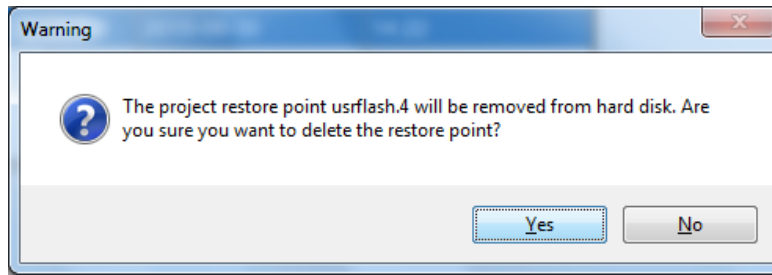 Warning
The project restore point usrflash.4 will be removed from hard disk. Are
you sure you want to delete the restore point?
Yes
No